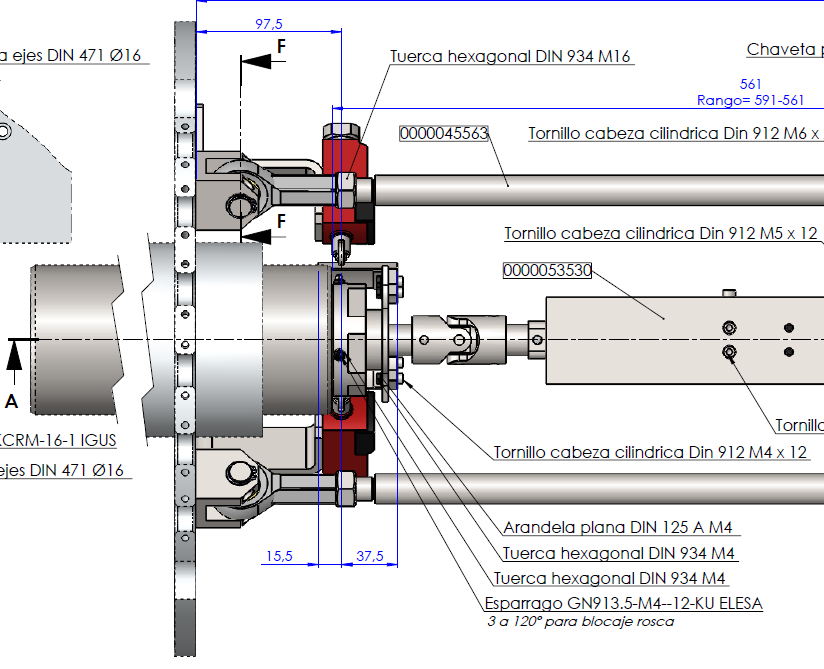 97,5
F
a ejes DIN 471 Ø16
Tuerca hexagonal DIN 934 M16
Chaveta p
561
Rango= 591-561
0000045563
Tornillo cabeza cilindrica Din 912 M6 x
F
Tornillo cabeza cilindrica Din 912 M5 x 12
0000053530
A
Tornillo
KCRM-16-1 IGUS
Tornillo cabeza cilindrica Din 912 M4 x 12
ejes DIN 471 Ø16
Arandela plana DIN 125 A M4
15,5
37,5
Tuerca hexagonal DIN 934 M4
Tuerca hexagonal DIN 934 M4
Esparrago GN913.5-M4--12-KU ELESA
3 a 120° para blocaje rosca